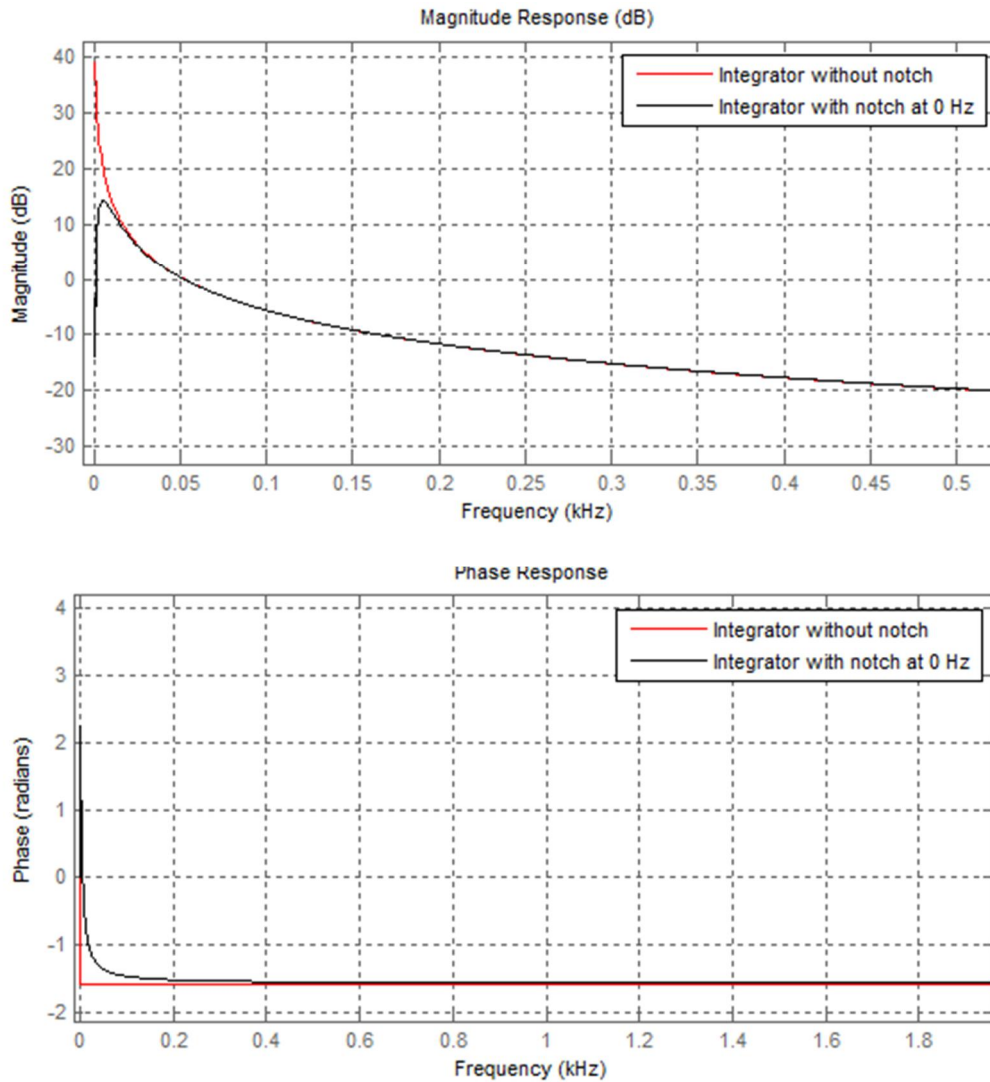 Magnitude Response (dB)
Integrator without notch
Integrator with notch at 0 Hz
Magnitude (dB)
40
30
20
10
0
-10
-20
-30
0 0.05 0.1 0.15 0.2 0.25 0.3 0.35 0.4 0.45 0.5
Frequency (kHz)
Phase Response
Integrator without notch
Integrator with notch at 0 Hz
Phase (radians)
4
3
2
1
0
-1
-2
0 0.2 0.4 0.6 0.8 1 1.2 1.4 1.6 1.8
Frequency (kHz)